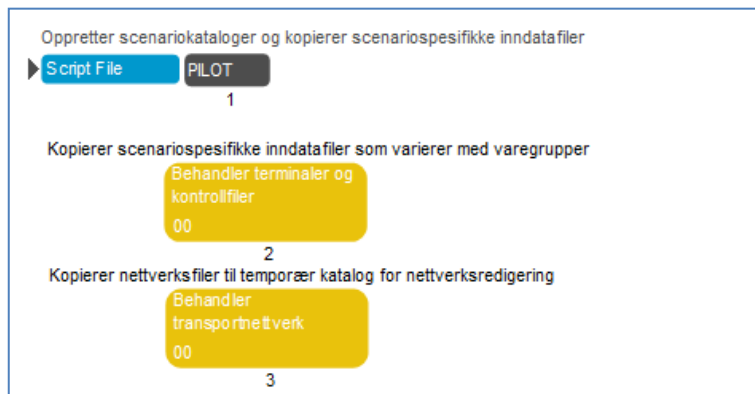 Oppretter scenariokataloger og kopierer scenariospesifikke inndatafiler
Script File PILOT
1
Kopierer scenariospesifikke inndatafiler som varierer med varegrupper
Behandler terminaler og
kontrollfiler
00
2
Kopierer nettverksfiler til temporær katalog for nettverksredigering
Behandler
transportnettverk
00
3